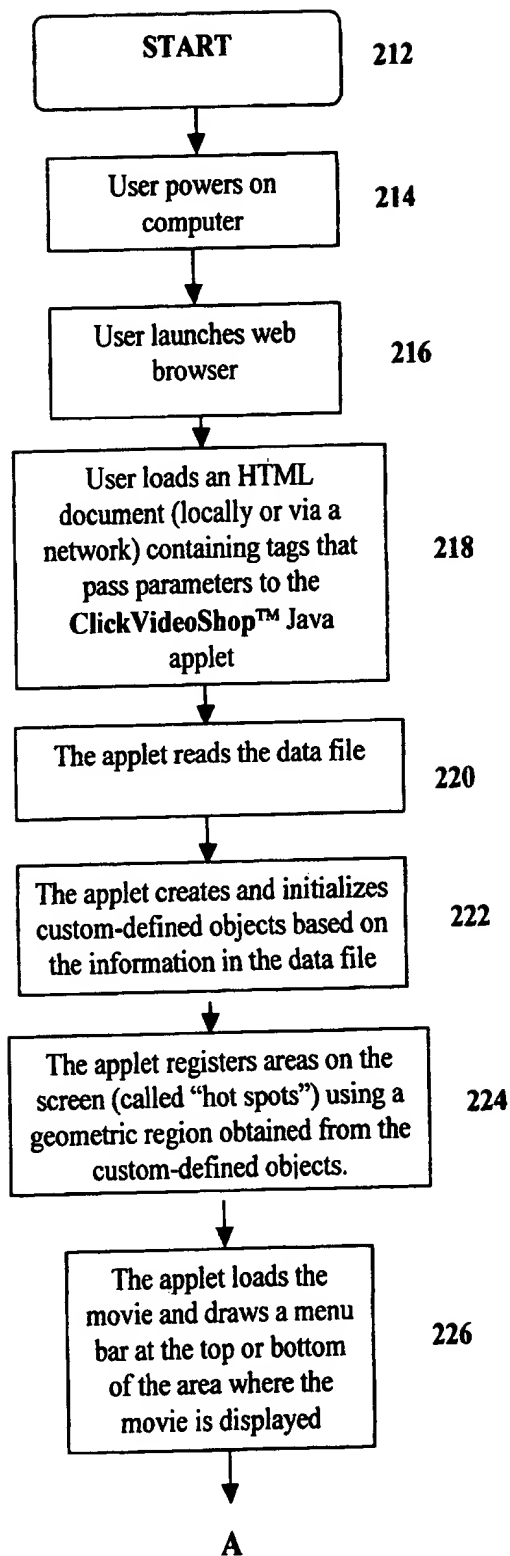 START
212
User powers on
computer
214
User launches web
browser
216
User loads an HTML
document (locally or via a
network) containing tags that
pass parameters to the
ClickVideoShop™ Java
applet
218
The applet reads the data file
220
The applet creates and initializes
custom-defined objects based on
the information in the data file
222
The applet registers areas on the
screen (called “hot spots”) using a
geometric region obtained from the
custom-defined objects.
224
The applet loads the
movie and draws a menu
bar at the top or bottom
of the area where the
movie is displayed
226
A